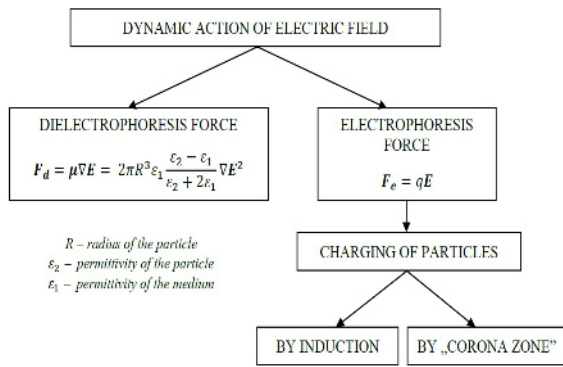 DYNAMIC ACTION OF ELECTRIC FIELD
DIELECTROPHORESIS FORCE
F_d = μ∇E = 2πR³ε₁ (ε₂ − ε₁)/(ε₂ + 2ε₁) ∇E²
ELECTROPHORESIS
FORCE
F_e = qE
R – radius of the particle
ε₂ – permittivity of the particle
ε₁ – permittivity of the medium
CHARGING OF PARTICLES
BY INDUCTION
BY „CORONA ZONE”